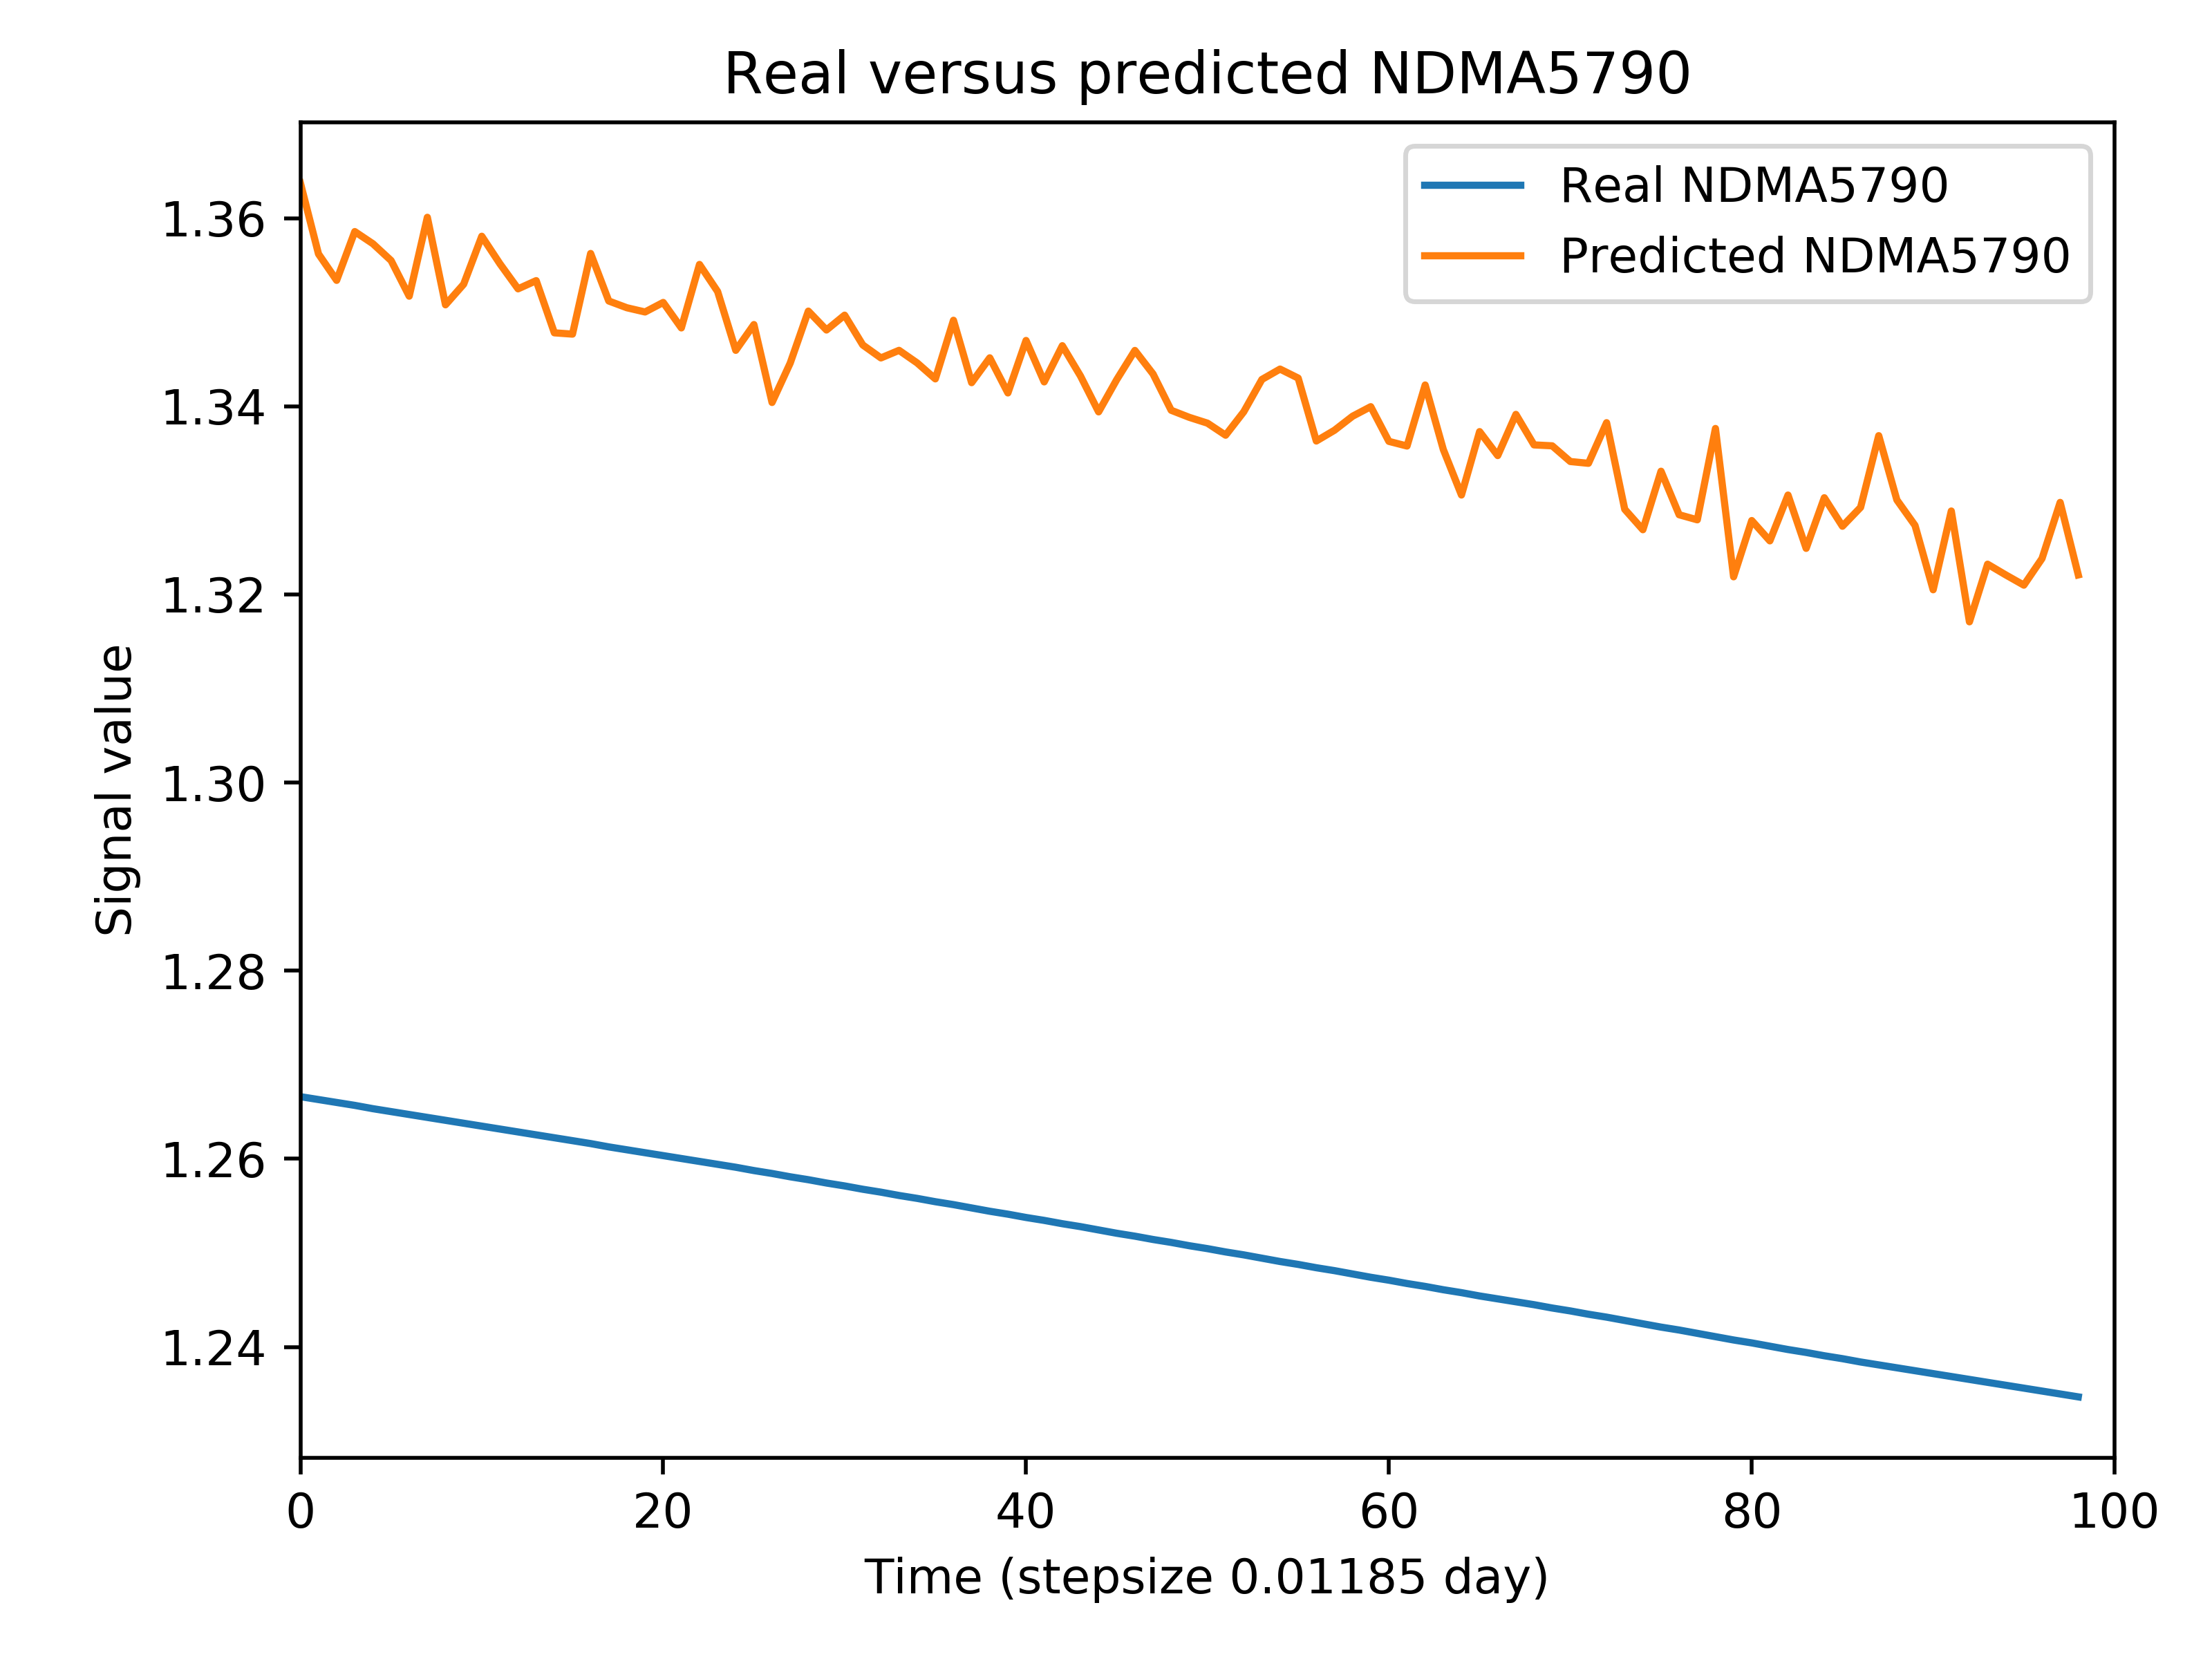 Real versus predicted NDMA5790
Real NDMA5790
Predicted NDMA5790
1.36
1.34
1.32
1.30
1.28
1.26
1.24
Signal value
0 20 40 60 80 100
Time (stepsize 0.01185 day)